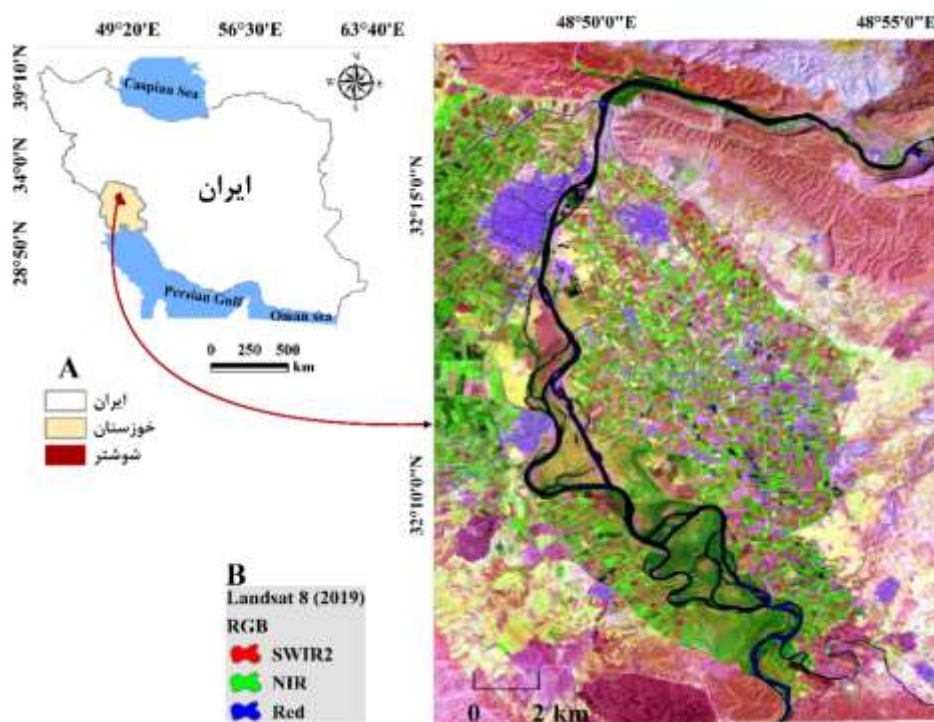 49°20'E 56°30'E 63°40'E
39°10'N
34°0'N
28°50'N
Caspian Sea
ایران
Persian Gulf
Oman sea
0 250 500
km
A
ایران
خوزستان
شوشتر
B
Landsat 8 (2019)
RGB
SWIR2
NIR
Red
48°50'0"E 48°55'0"E
32°15'0"N
32°10'0"N
0 2 km